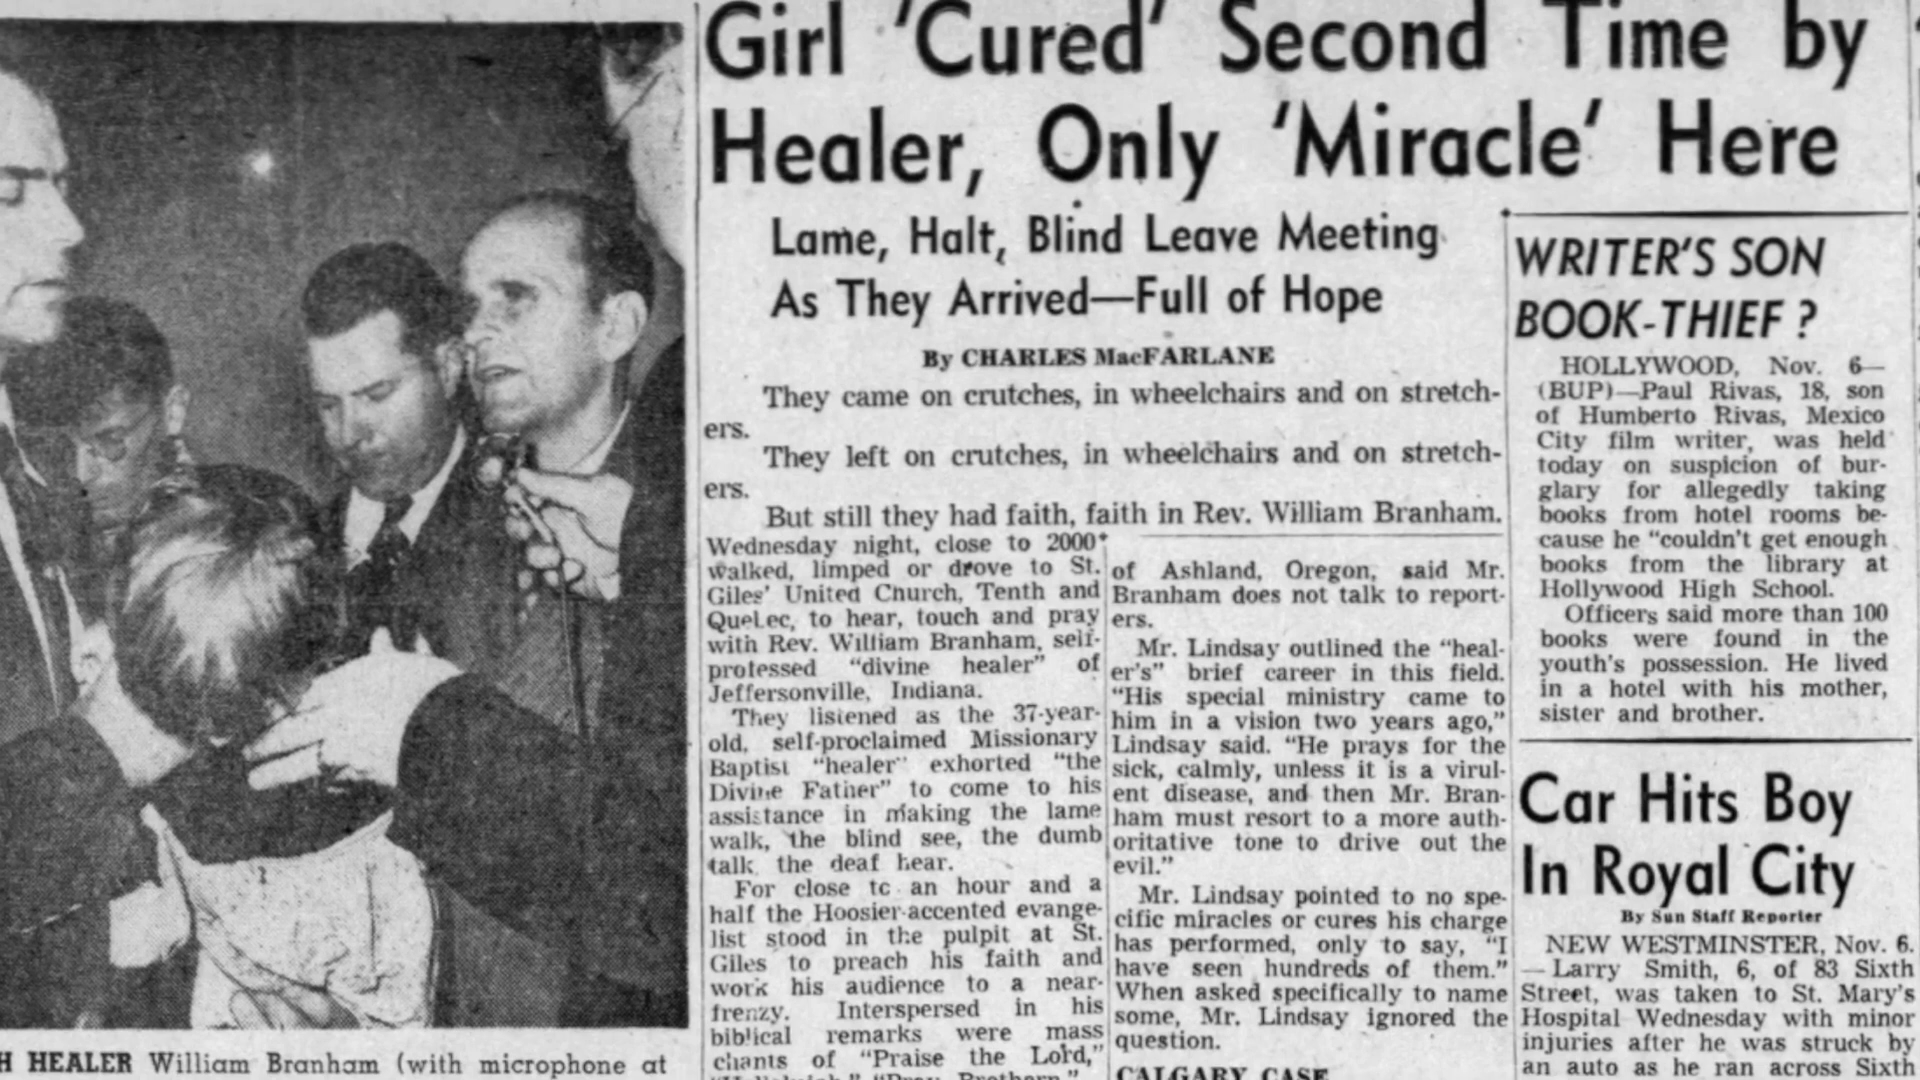 Girl 'Cured' Second Time by
Healer, Only 'Miracle' Here
Lame, Halt, Blind Leave Meeting
As They Arrived—Full of Hope
By CHARLES MacFARLANE
They came on crutches, in wheelchairs and on stretch-
ers.
They left on crutches, in wheelchairs and on stretch-
ers.
But still they had faith, faith in Rev. William Branham.
Wednesday night, close to 2000
walked, limped or drove to St.
Giles' United Church, Tenth and
Quebec, to hear, touch and pray
with Rev. William Branham, self-
professed "divine healer" of
Jeffersonville, Indiana.
They listened as the 37-year-
old, self-proclaimed Missionary
Baptist "healer" exhorted "the
Divine Father" to come to his
assistance in making the lame
walk, the blind see, the dumb
talk, the deaf hear.
For close to an hour and a
half the Hoosier-accented evange-
list stood in the pulpit at St.
Giles to preach his faith and
work his audience to a near-
frenzy. Interspersed in his
biblical remarks were mass
chants of "Praise the Lord,"
of Ashland, Oregon, said Mr.
Branham does not talk to report-
ers.
Mr. Lindsay outlined the "heal-
er's" brief career in this field.
"His special ministry came to
him in a vision two years ago,"
Lindsay said. "He prays for the
sick, calmly, unless it is a virul-
ent disease, and then Mr. Bran-
ham must resort to a more auth-
oritative tone to drive out the
evil."
Mr. Lindsay pointed to no spe-
cific miracles or cures his charge
has performed, only to say, "I
have seen hundreds of them."
When asked specifically to name
some, Mr. Lindsay ignored the
question.
CALGARY CASE
WRITER'S SON
BOOK-THIEF?
HOLLYWOOD, Nov. 6—
(BUP)—Paul Rivas, 18, son
of Humberto Rivas, Mexico
City film writer, was held
today on suspicion of bur-
glary for allegedly taking
books from hotel rooms be-
cause he "couldn't get enough
books from the library at
Hollywood High School.
Officers said more than 100
books were found in the
youth's possession. He lived
in a hotel with his mother,
sister and brother.
Car Hits Boy
In Royal City
By Sun Staff Reporter
NEW WESTMINSTER, Nov. 6.
—Larry Smith, 6, of 83 Sixth
Street, was taken to St. Mary's
Hospital Wednesday with minor
injuries after he was struck by
an auto as he ran across Sixth
H HEALER William Branham (with microphone at